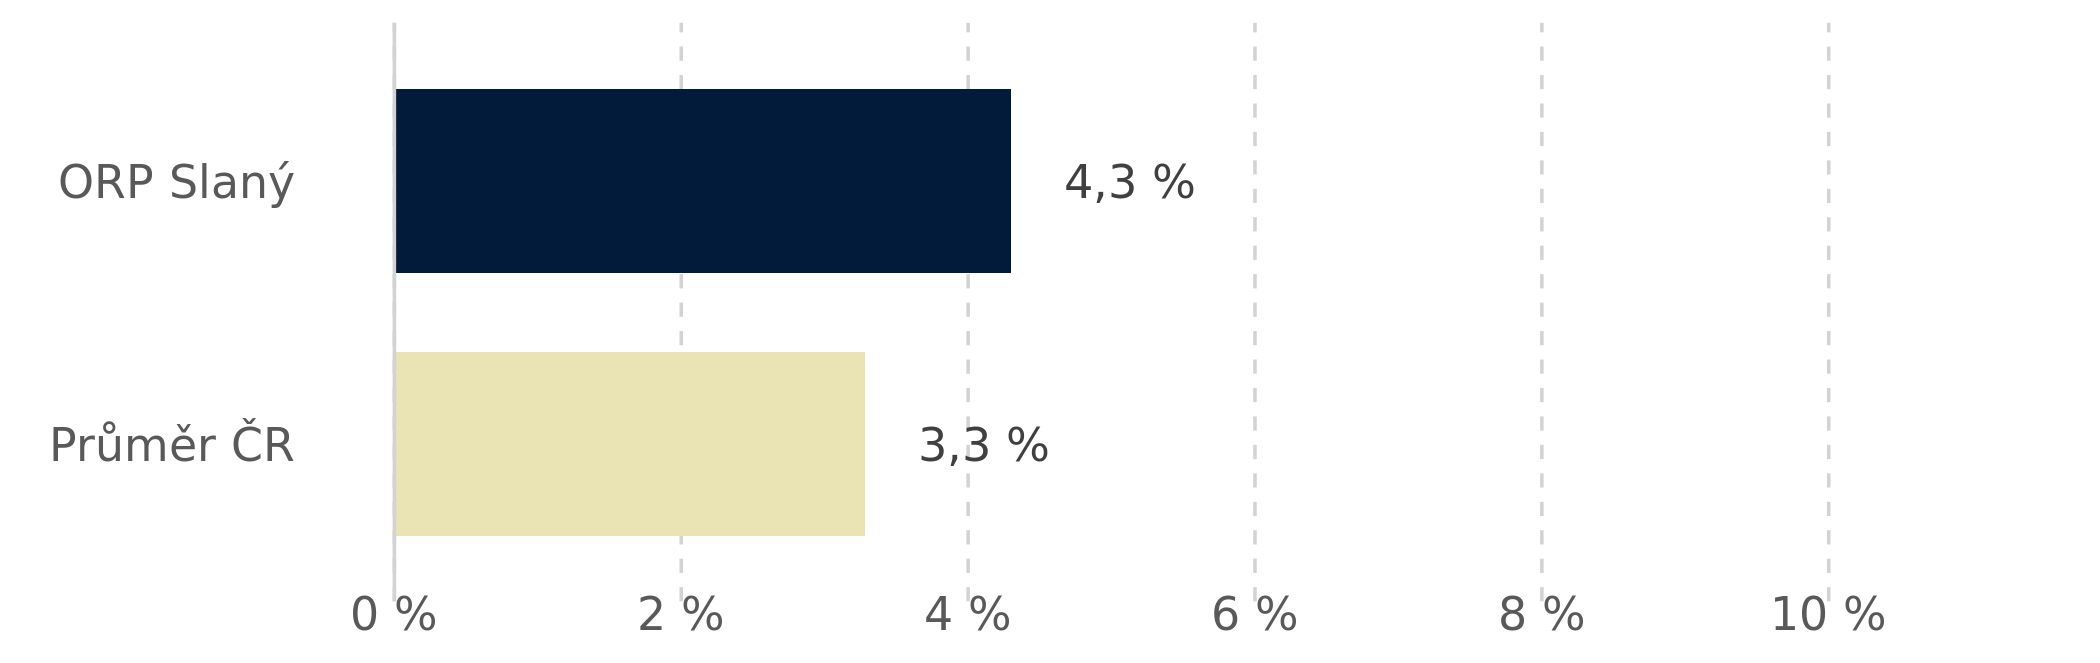 ORP Slaný
4,3 %
Průměr ČR
3,3 %
0 % 2 % 4 % 6 % 8 % 10 %